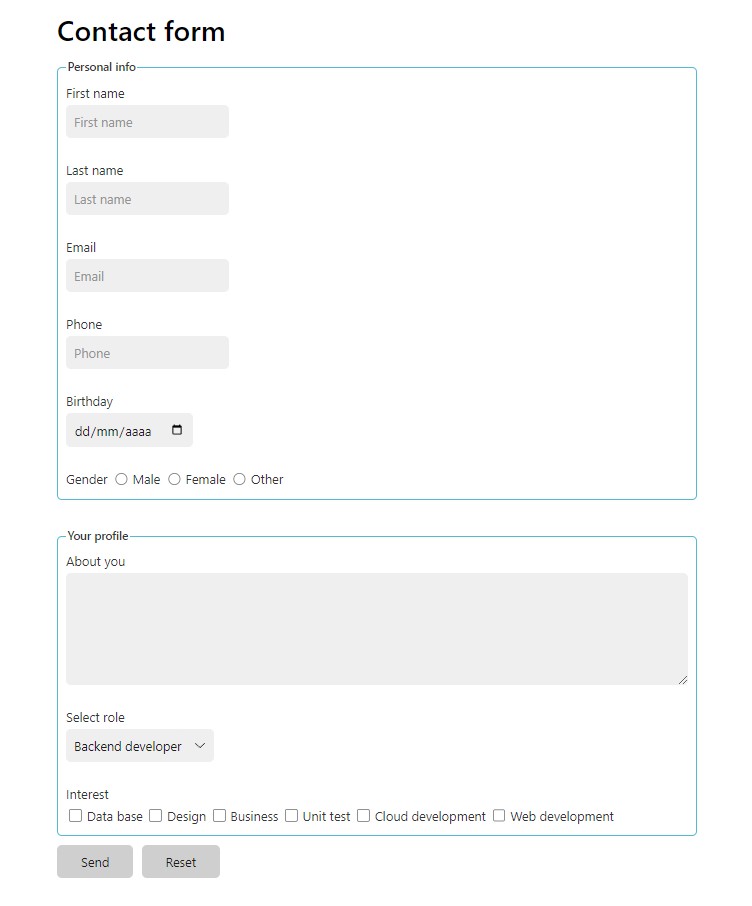 Contact form
Personal info
First name
First name
Last name
Last name
Email
Email
Phone
Phone
Birthday
dd/mm/aaaa
Gender Male Female Other
Your profile
About you
Select role
Backend developer
Interest
Data base Design Business Unit test Cloud development Web development
Send Reset